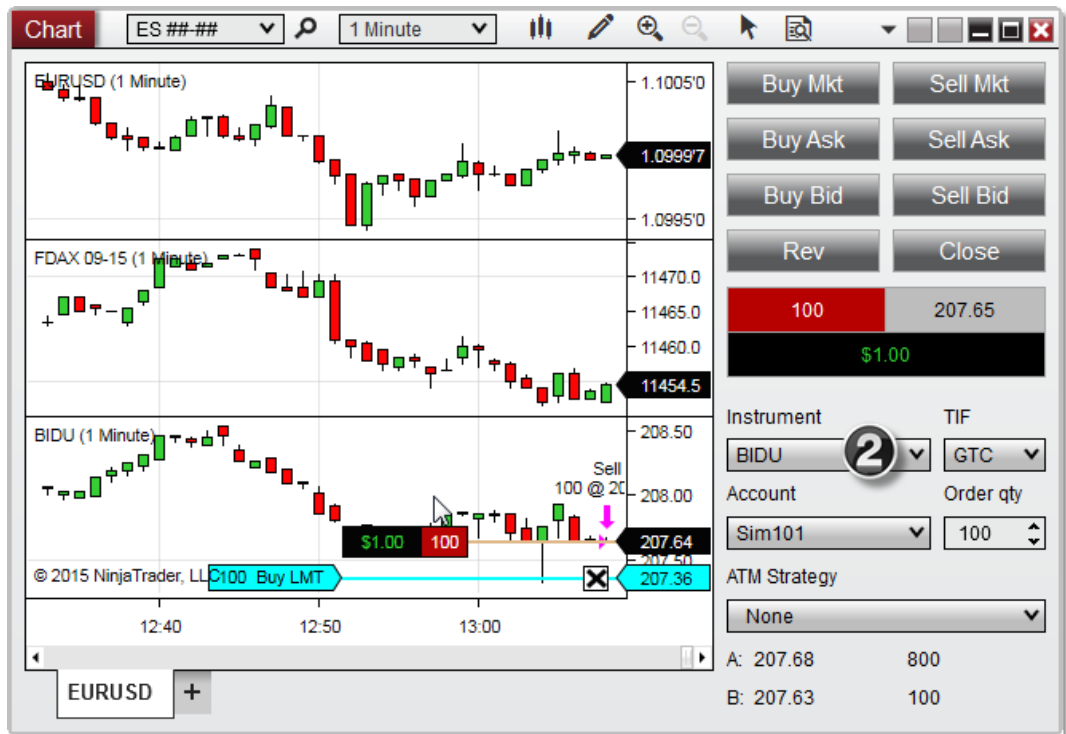 Chart ES ##-## 1 Minute
EURUSD (1 Minute)
1.1005'0
1.0999'7
1.0995'0
FDAX 09-15 (1 Minute)
11470.0
11465.0
11460.0
11454.5
BIDU (1 Minute)
208.50
Sell
100 @ 20
208.00
$1.00 100
207.64
207.50
© 2015 NinjaTrader, LLC
100 Buy LMT
207.36
12:40 12:50 13:00
EURUSD +
Buy Mkt Sell Mkt
Buy Ask Sell Ask
Buy Bid Sell Bid
Rev Close
100 207.65
$1.00
Instrument TIF
BIDU 2 GTC
Account Order qty
Sim101 100
ATM Strategy
None
A: 207.68 800
B: 207.63 100